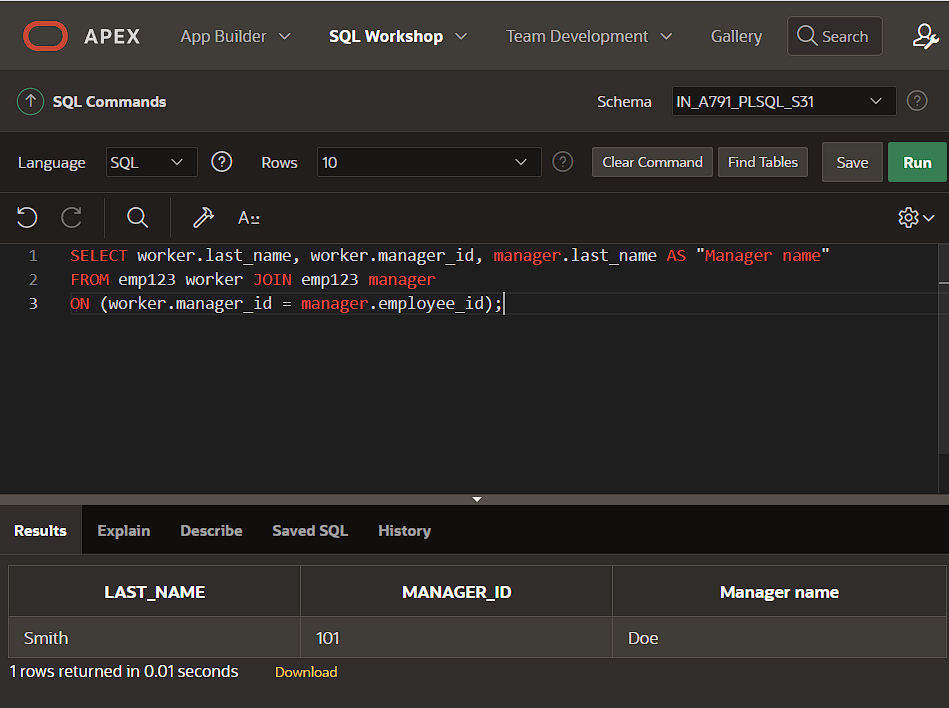 APEX App Builder SQL Workshop Team Development Gallery Search
SQL Commands Schema IN_A791_PLSQL_S31 ?
Language SQL ? Rows 10 ? Clear Command Find Tables Save Run
A::
1 SELECT worker.last_name, worker.manager_id, manager.last_name AS "Manager name"
2 FROM emp123 worker JOIN emp123 manager
3 ON (worker.manager_id = manager.employee_id);
Results Explain Describe Saved SQL History
LAST_NAME MANAGER_ID Manager name
Smith 101 Doe
1 rows returned in 0.01 seconds Download